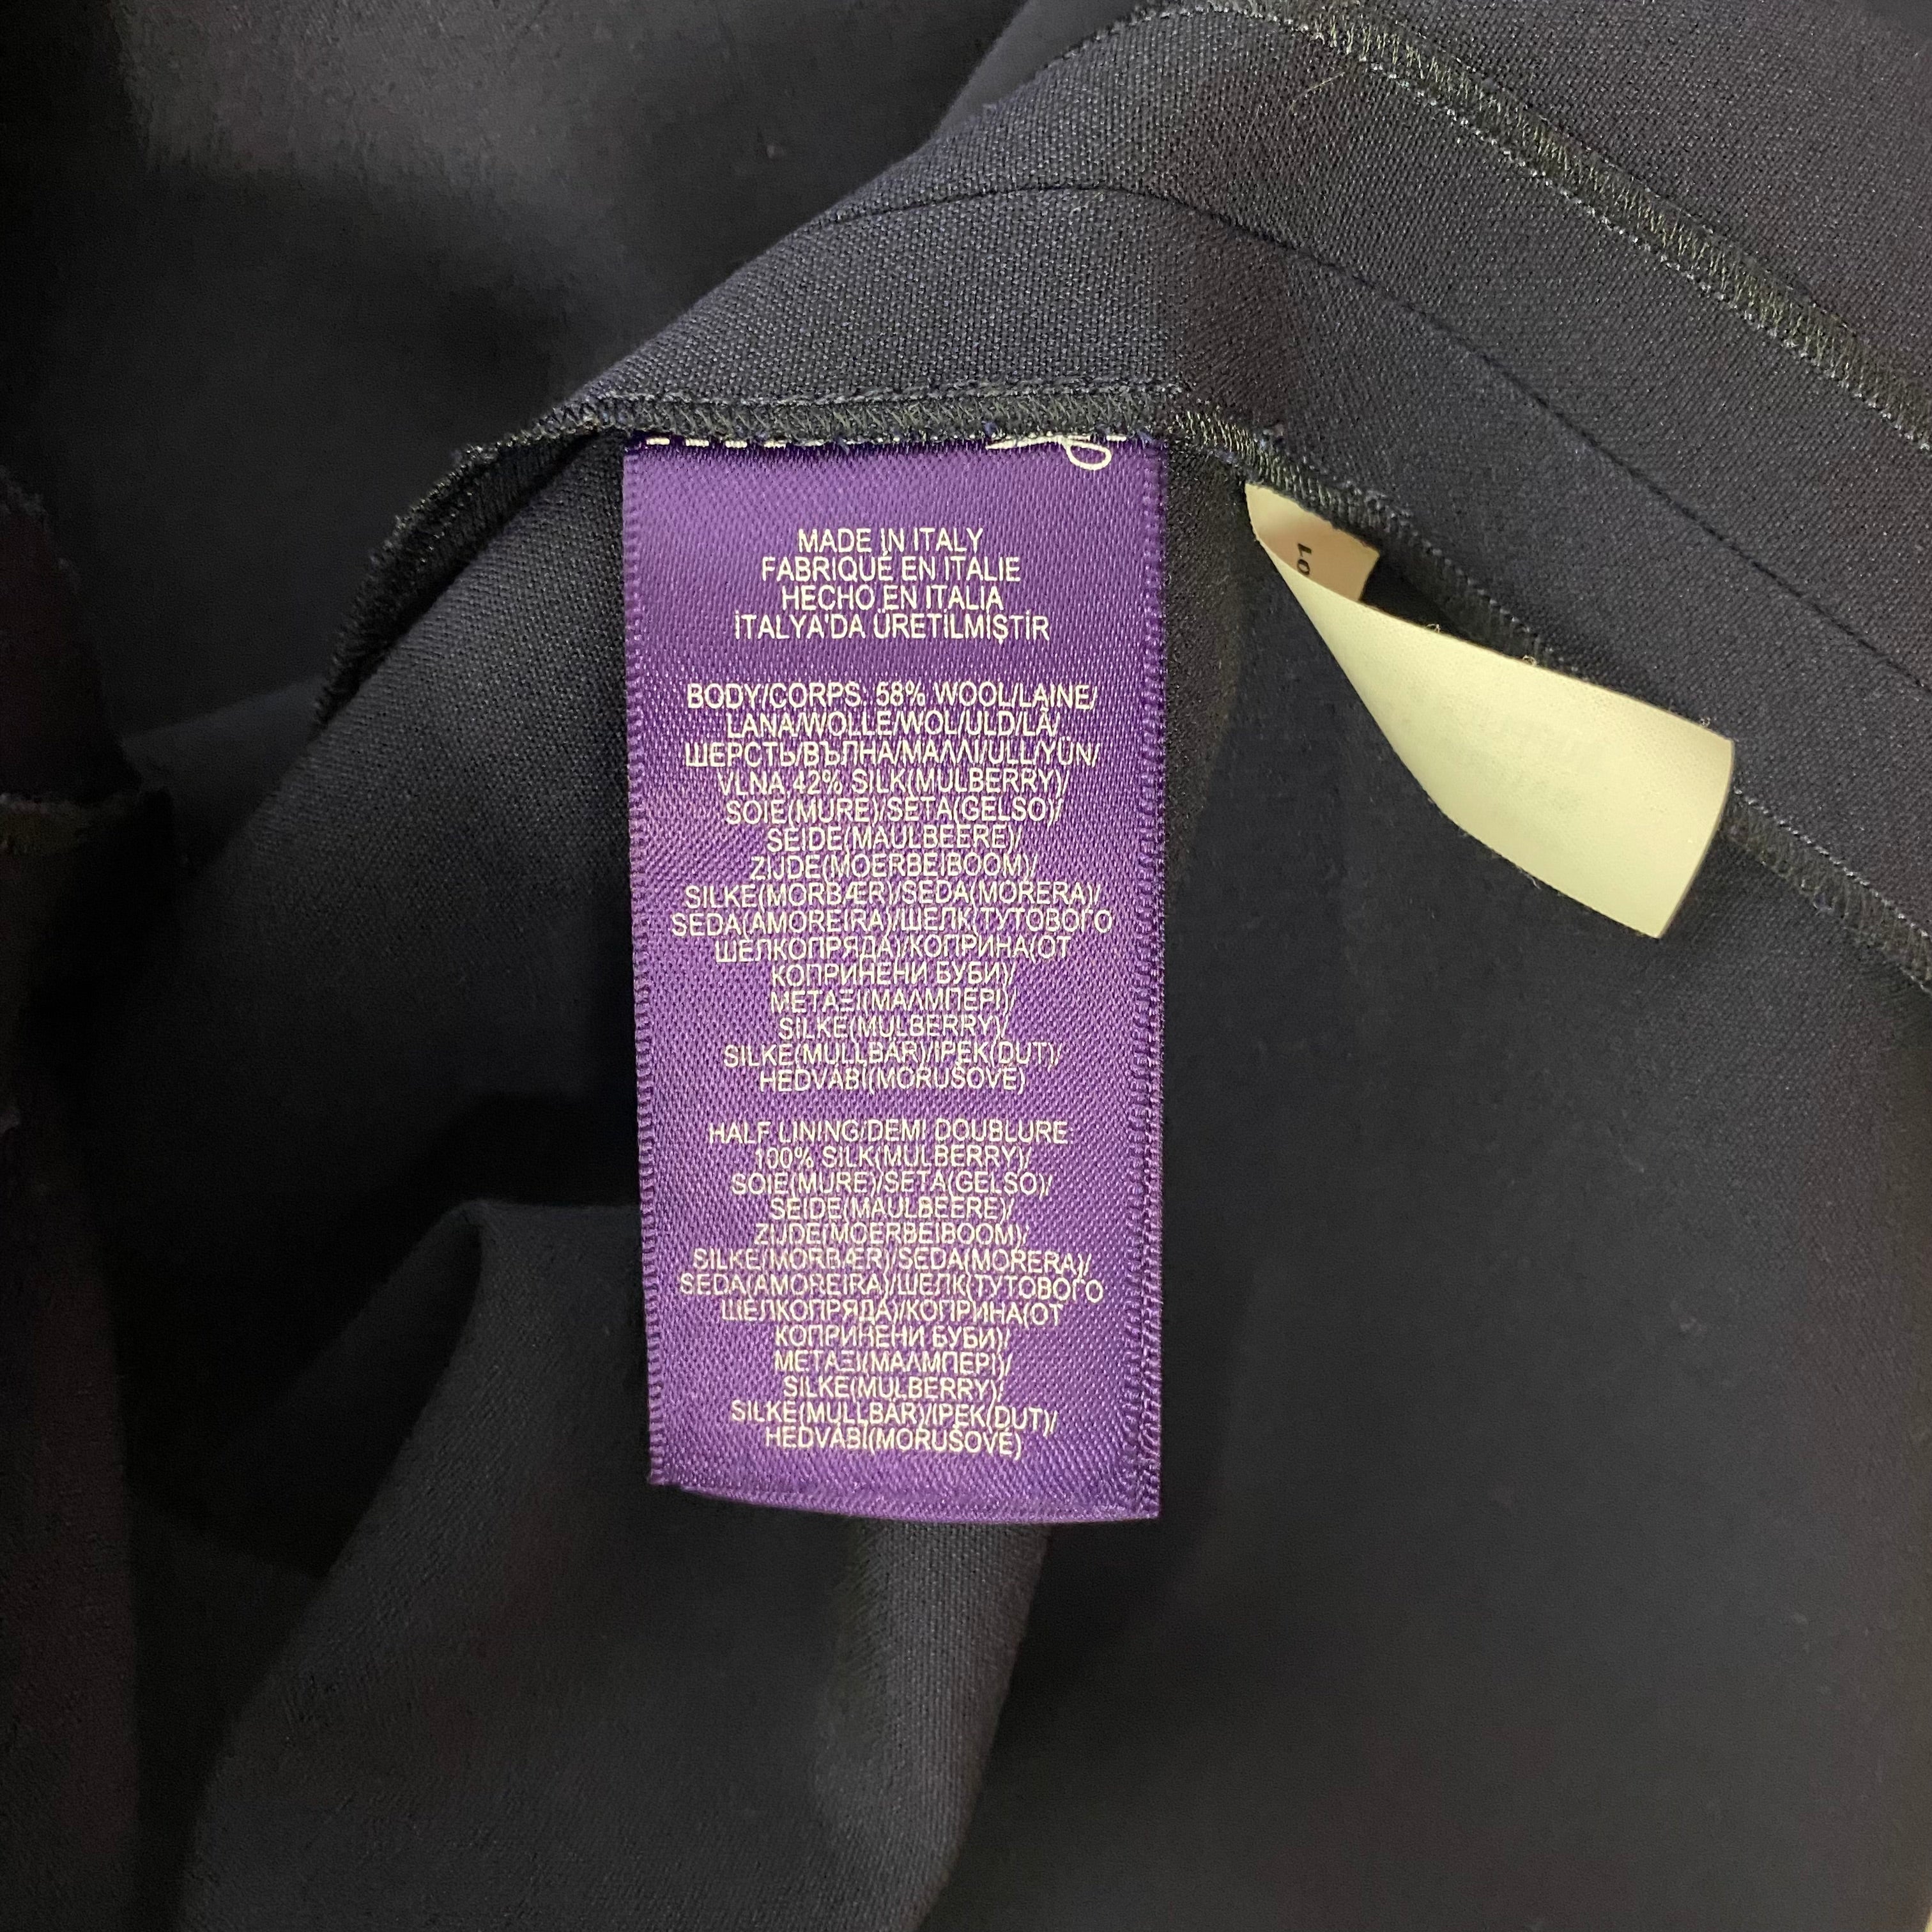 MADE IN ITALY
FABRIQUÉ EN ITALIE
HECHO EN ITALIA
İTALYA'DA ÜRETİLMİŞTİR
BODY/CORPS. 58% WOOL/LAINE/
LANA/WOLLE/WOL/ULD/LÃ/
ШЕРСТЬ/ВЪЛНА/ΜΑΛΛΙ/ULL/YÜN/
VLNA 42% SILK(MULBERRY)/
SOIE(MURE)/SETA(GELSO)/
SEIDE(MAULBEERE)/
ZIJDE(MOERBEIBOOM)/
SILKE(MORBÆR)/SEDA(MORERA)/
SEDA(AMOREIRA)/ШЕЛК(ТУТОВОГО
ШЕЛКОПРЯДА)/КОПРИНА(ОТ
КОПРИНЕНИ БУБИ)/
ΜΕΤΑΞΙ(ΜΑΛΜΠΕΡΙ)/
SILKE(MULBERRY)/
SILKE(MULLBÄR)/IPEK(DUT)/
HEDVÁBÍ(MORUŠOVÉ)
HALF LINING/DEMI DOUBLURE
100% SILK(MULBERRY)/
SOIE(MURE)/SETA(GELSO)/
SEIDE(MAULBEERE)/
ZIJDE(MOERBEIBOOM)/
SILKE(MORBÆR)/SEDA(MORERA)/
SEDA(AMOREIRA)/ШЕЛК(ТУТОВОГО
ШЕЛКОПРЯДА)/КОПРИНА(ОТ
КОПРИНЕНИ БУБИ)/
ΜΕΤΑΞΙ(ΜΑΛΜΠΕΡΙ)/
SILKE(MULBERRY)/
SILKE(MULLBÄR)/IPEK(DUT)/
HEDVÁBÍ(MORUŠOVÉ)
01